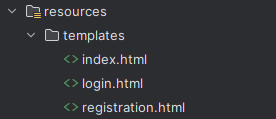 resources
templates
index.html
login.html
registration.html